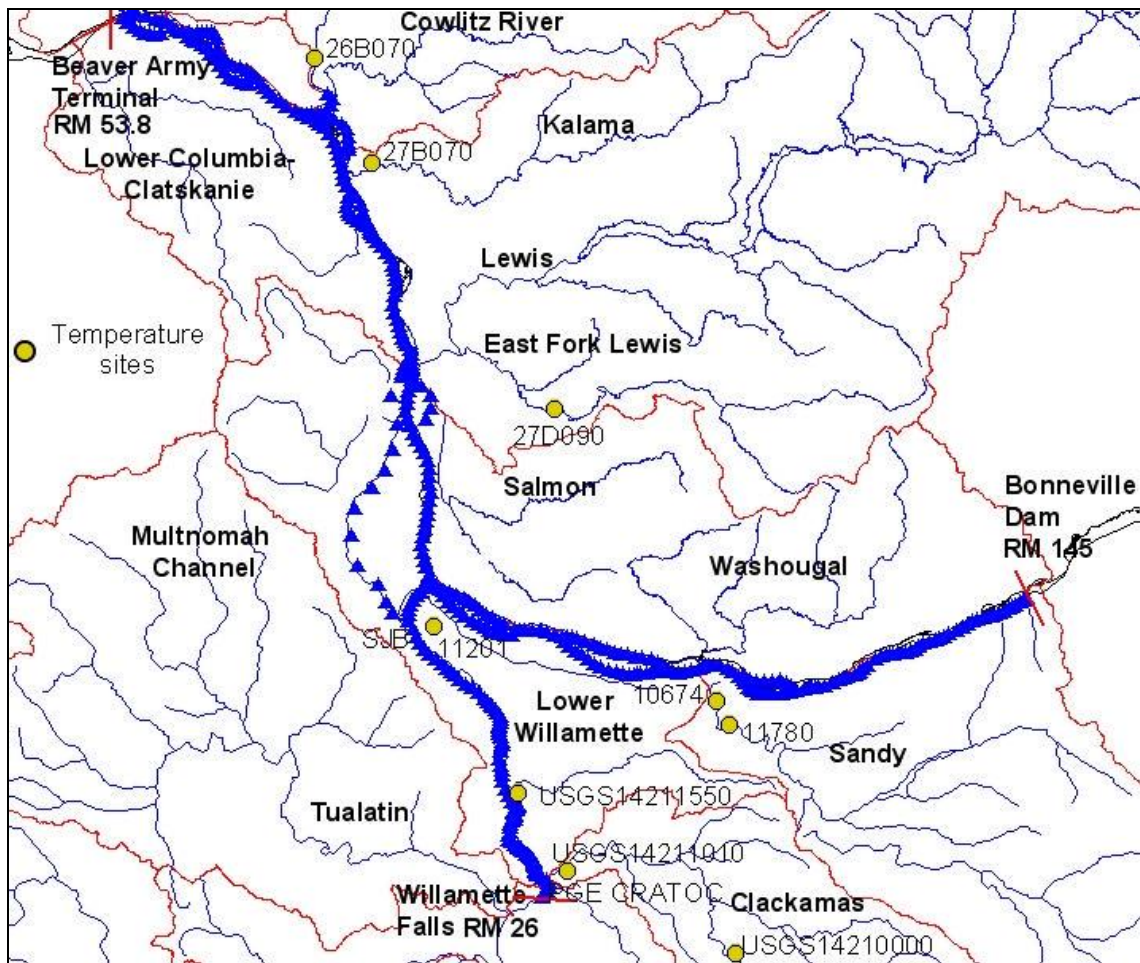 Cowlitz River
26B070
Beaver Army
Terminal
RM 53.8
Kalama
27B070
Lower Columbia-
Clatskanie
Lewis
Temperature
sites
East Fork Lewis
27D090
Salmon
Bonneville
Dam
RM 145
Multnomah
Channel
Washougal
SJB
11201
10674
Lower
Willamette
11780
Sandy
USGS14211550
Tualatin
USGS14211010
PGE CRATOC
Willamette
Falls RM 26
Clackamas
USGS14210000